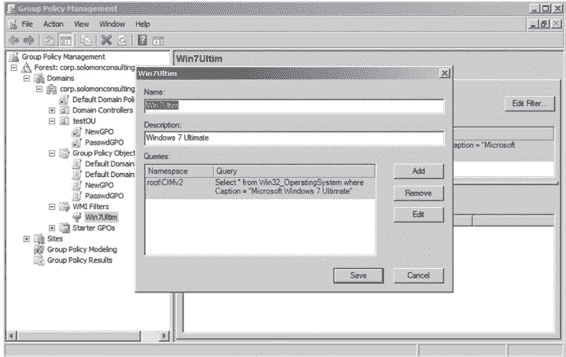 Group Policy Management
File Action View Window Help
Group Policy Management
Forest: corp.solomonconsulting.
Domains
corp.solomonconsulting.
Default Domain Poli
Domain Controllers
testOU
NewGPO
PasswdGPO
Group Policy Object
Default Domain
Default Domain
NewGPO
PasswdGPO
WMI Filters
Win7Ultim
Starter GPOs
Sites
Group Policy Modeling
Group Policy Results
Win7Ultim
Edit Filter...
aption = "Microsoft
Win7Ultim
Name:
Win7Ultim
Description:
Windows 7 Ultimate
Queries:
Namespace Query
root\CIMv2 Select * from Win32_OperatingSystem where
Caption = "Microsoft Windows 7 Ultimate"
Add
Remove
Edit
Save Cancel